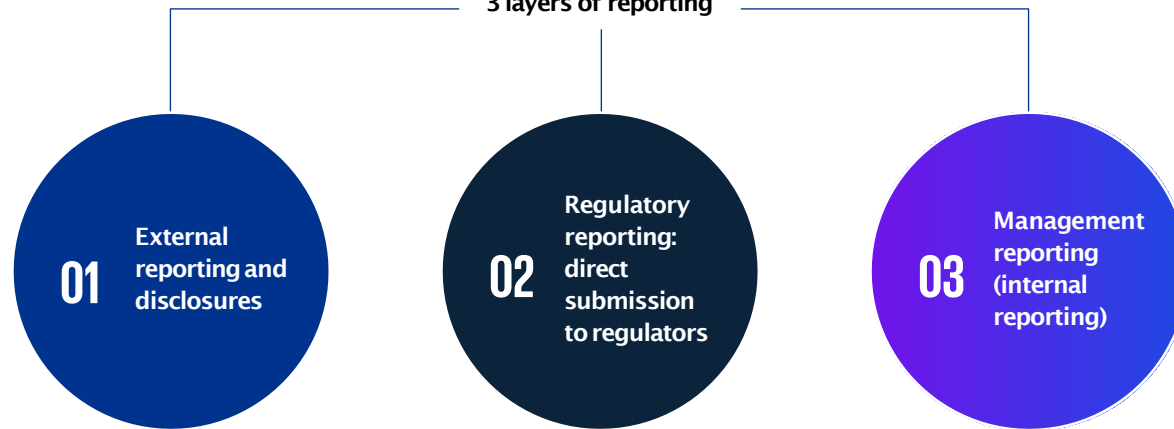 3 layers of reporting
01
External
reporting and
disclosures
02
Regulatory
reporting:
direct
submission
to regulators
03
Management
reporting
(internal
reporting)